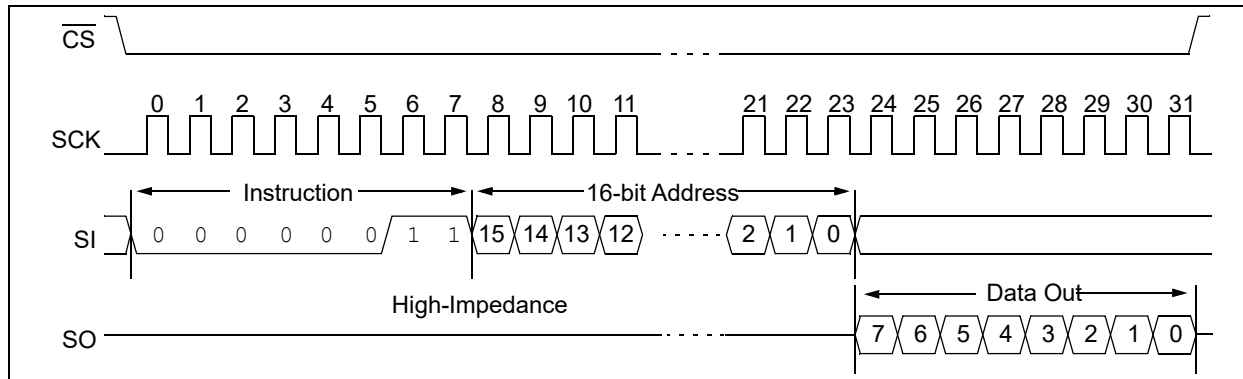 CS
0 1 2 3 4 5 6 7 8 9 10 11 21 22 23 24 25 26 27 28 29 30 31
SCK
Instruction 16-bit Address
SI 0 0 0 0 0 0 1 1 15 14 13 12 2 1 0
High-Impedance Data Out
SO 7 6 5 4 3 2 1 0